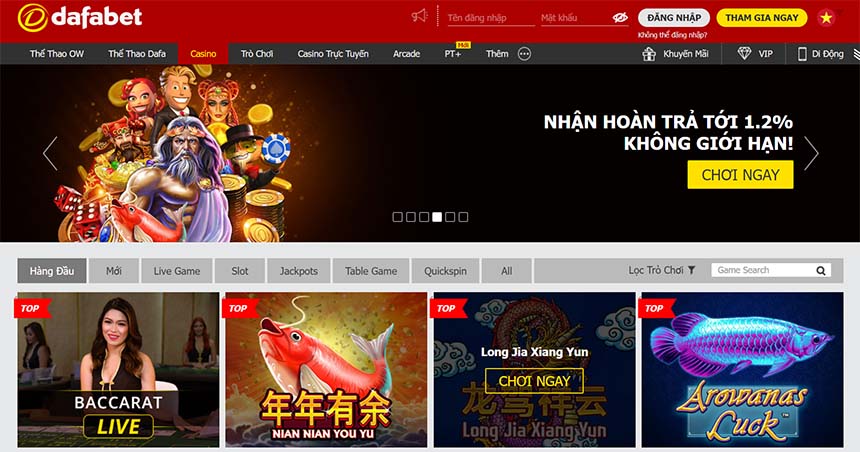 dafabet
Tên đăng nhập
Mật khẩu
ĐĂNG NHẬP
THAM GIA NGAY
Không thể đăng nhập?
Thể Thao OW
Thể Thao Dafa
Casino
Trò Chơi
Casino Trực Tuyến
Arcade
PT+
Mới
Thêm
Khuyến Mãi
VIP
Di Động
NHẬN HOÀN TRẢ TỚI 1.2%
KHÔNG GIỚI HẠN!
CHƠI NGAY
Hàng Đầu
Mới
Live Game
Slot
Jackpots
Table Game
Quickspin
All
Lọc Trò Chơi
Game Search
TOP
BACCARAT
LIVE
TOP
年年有余
NIAN NIAN YOU YU
TOP
Long Jia Xiang Yun
CHƠI NGAY
龙驾祥云
Long Jia Xiang Yun
TOP
Arowanas
Luck™